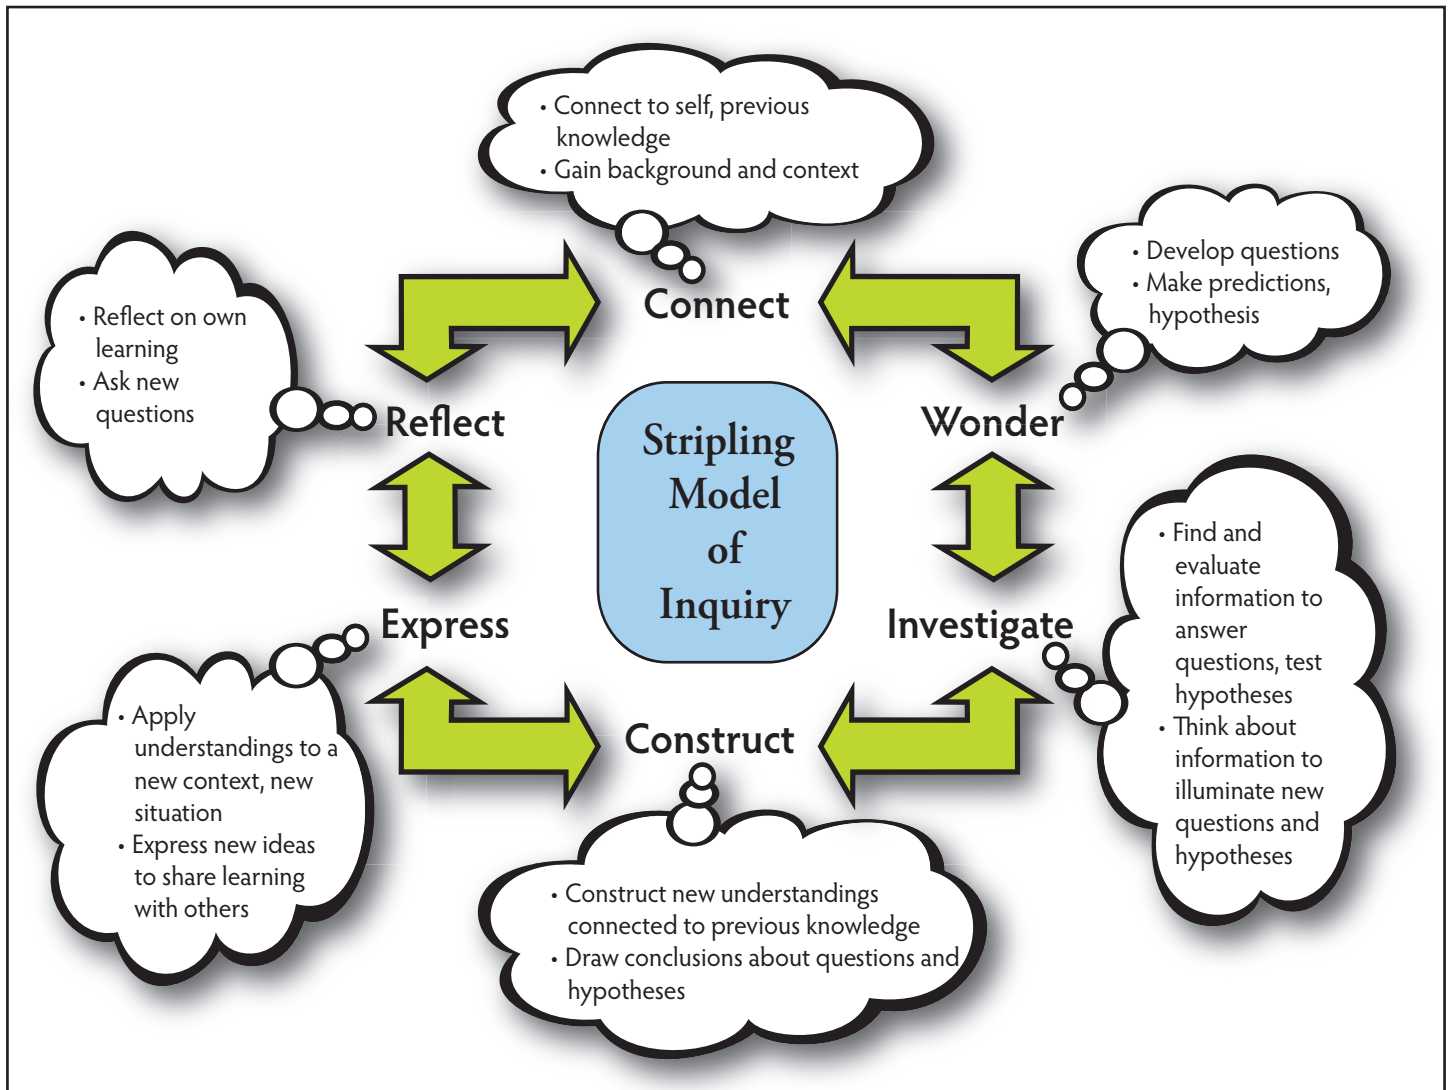 • Connect to self, previous
knowledge
• Gain background and context
Connect
• Develop questions
• Make predictions,
hypothesis
Wonder
• Reflect on own
learning
• Ask new
questions
Reflect
Stripling
Model
of
Inquiry
• Find and
evaluate
information to
answer
questions, test
hypotheses
• Think about
information to
illuminate new
questions and
hypotheses
Investigate
Express
• Apply
understandings to a
new context, new
situation
• Express new ideas
to share learning
with others
Construct
• Construct new understandings
connected to previous knowledge
• Draw conclusions about questions and
hypotheses